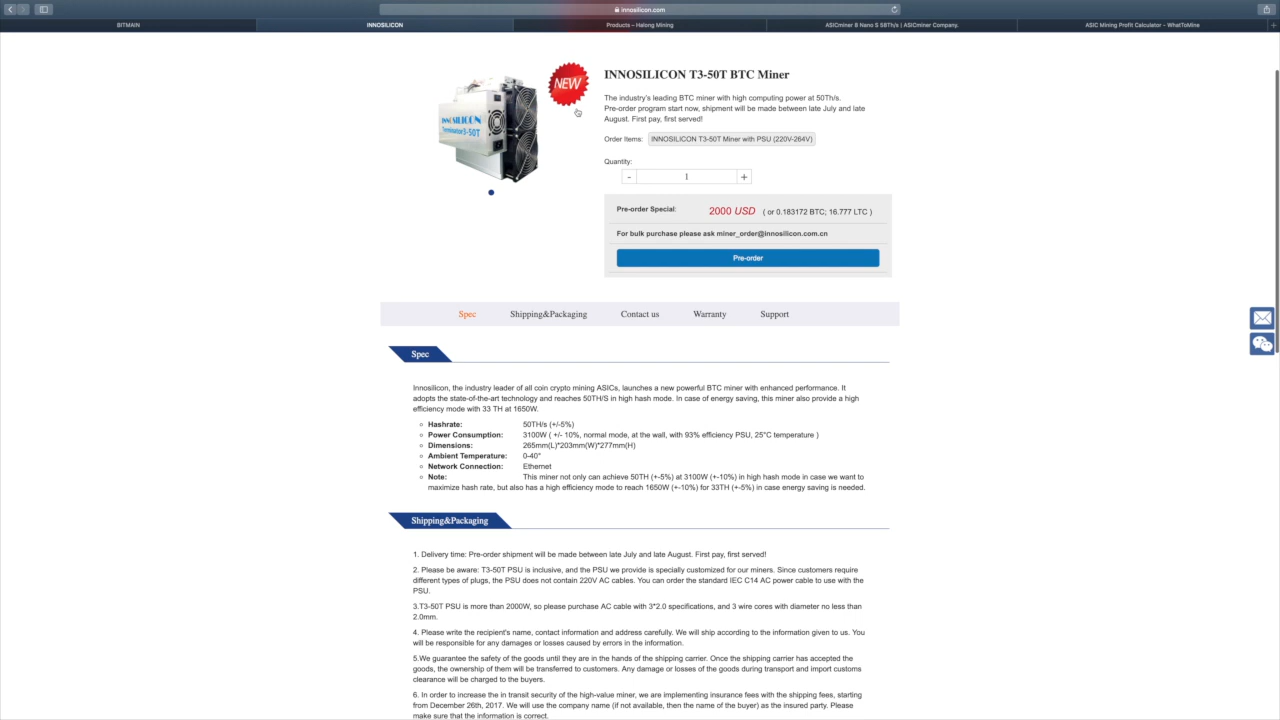 innosilicon.com
BITMAIN
INNOSILICON
Products – Halong Mining
ASICminer 8 Nano S 58Th/s | ASICminer Company.
ASIC Mining Profit Calculator - WhatToMine
NEW
INNOSILICON
Terminator3-50T
INNOSILICON T3-50T BTC Miner
The industry's leading BTC miner with high computing power at 50Th/s.
Pre-order program start now, shipment will be made between late July and late
August. First pay, first served!
Order Items: INNOSILICON T3-50T Miner with PSU (220V-264V)
Quantity:
- 1 +
Pre-order Special: 2000 USD ( or 0.183172 BTC; 16.777 LTC )
For bulk purchase please ask miner_order@innosilicon.com.cn
Pre-order
Spec Shipping&Packaging Contact us Warranty Support
Spec
Innosilicon, the industry leader of all coin crypto mining ASICs, launches a new powerful BTC miner with enhanced performance. It
adopts the state-of-the-art technology and reaches 50TH/S in high hash mode. In case of energy saving, this miner also provide a high
efficiency mode with 33 TH at 1650W.
Hashrate: 50TH/s (+/-5%)
Power Consumption: 3100W ( +/- 10%, normal mode, at the wall, with 93% efficiency PSU, 25°C temperature )
Dimensions: 265mm(L)*203mm(W)*277mm(H)
Ambient Temperature: 0-40°
Network Connection: Ethernet
Note: This miner not only can achieve 50TH (+-5%) at 3100W (+-10%) in high hash mode in case we want to
maximize hash rate, but also has a high efficiency mode to reach 1650W (+-10%) for 33TH (+-5%) in case energy saving is needed.
Shipping&Packaging
1. Delivery time: Pre-order shipment will be made between late July and late August. First pay, first served!
2. Please be aware: T3-50T PSU is inclusive, and the PSU we provide is specially customized for our miners. Since customers require
different types of plugs, the PSU does not contain 220V AC cables. You can order the standard IEC C14 AC power cable to use with the
PSU.
3.T3-50T PSU is more than 2000W, so please purchase AC cable with 3*2.0 specifications, and 3 wire cores with diameter no less than
2.0mm.
4. Please write the recipient's name, contact information and address carefully. We will ship according to the information given to us. You
will be responsible for any damages or losses caused by errors in the information.
5.We guarantee the safety of the goods until they are in the hands of the shipping carrier. Once the shipping carrier has accepted the
goods, the ownership of them will be transferred to customers. Any damage or losses of the goods during transport and import customs
clearance will be charged to the buyers.
6. In order to increase the in transit security of the high-value miner, we are implementing insurance fees with the shipping fees, starting
from December 26th, 2017. We will use the company name (if not available, then the name of the buyer) as the insured party. Please
make sure that the information is correct.